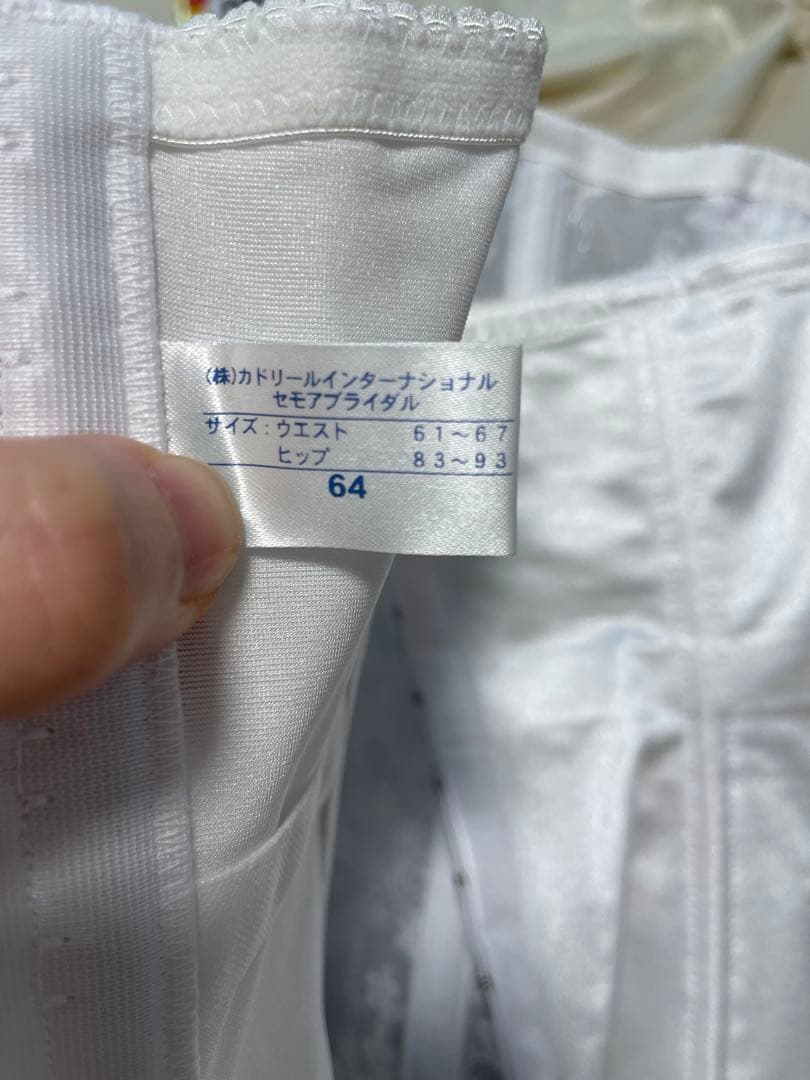 (株)カドリールインターナショナル
セモアブライダル
サイズ:ウエスト 61~67
ヒップ 83~93
64